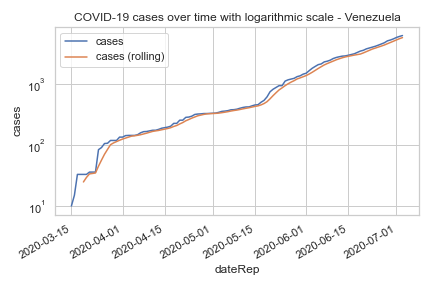 COVID-19 cases over time with logarithmic scale - Venezuela
cases
cases (rolling)
cases
10³
10²
10¹
2020-03-15
2020-04-01
2020-04-15
2020-05-01
2020-05-15
2020-06-01
2020-06-15
2020-07-01
dateRep